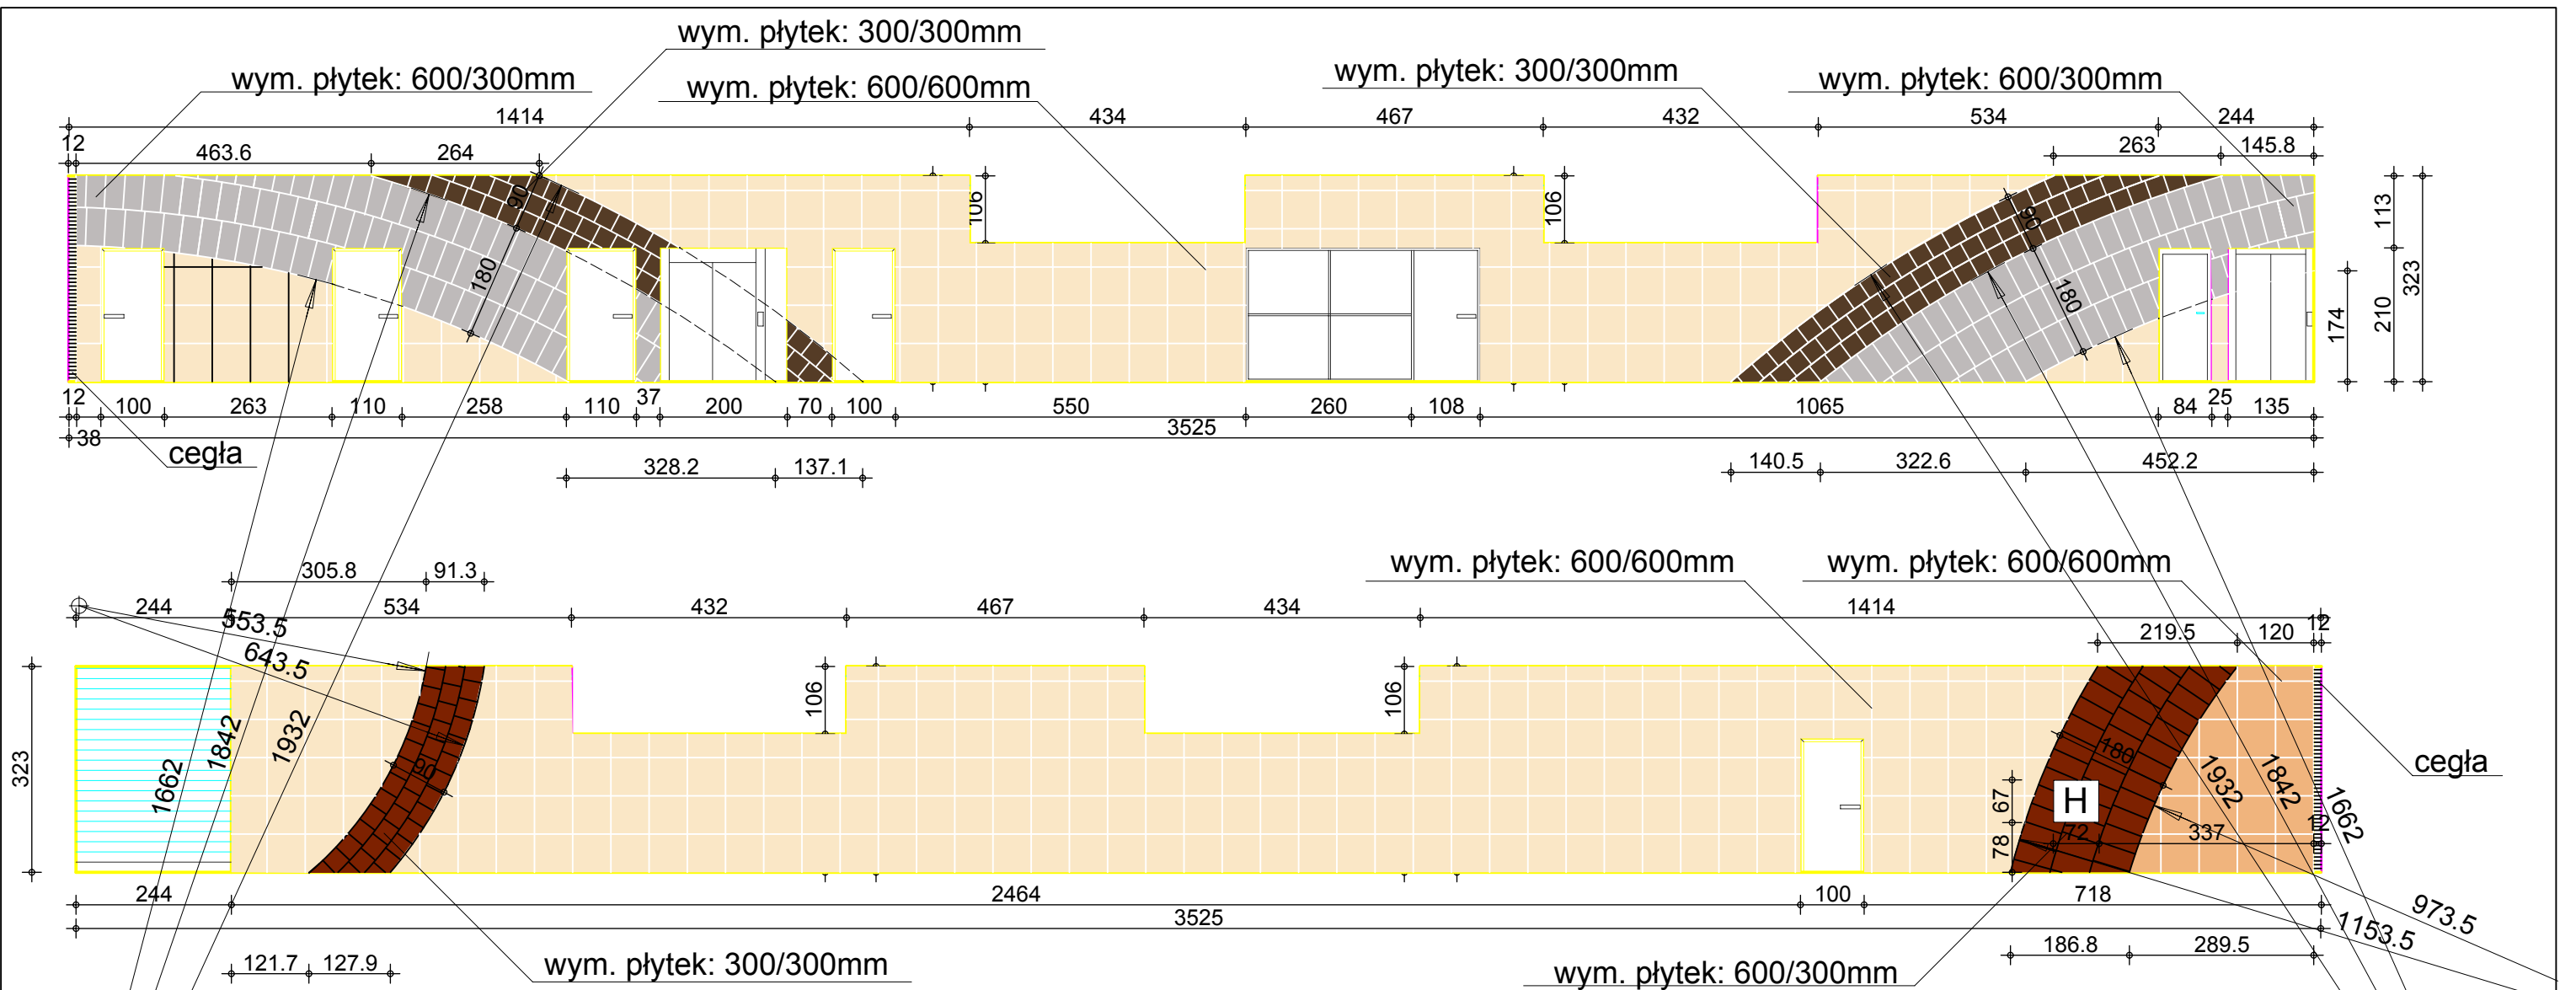 wym. płytek: 300/300mm
wym. płytek: 600/300mm
wym. płytek: 600/600mm
wym. płytek: 300/300mm
wym. płytek: 600/300mm
1414 434 467 432 534 244
12 463.6 264 263 145.8
90 180 106 106 90 180
113 323 210 174
12 100 263 110 258 110 37 200 70 100 550 260 108 1065 84 25 135
38 3525
cegła
328.2 137.1 140.5 322.6 452.2
wym. płytek: 600/600mm
wym. płytek: 600/600mm
305.8 91.3
244 534 432 467 434 1414
553.5 12
643.5 219.5 120
323 106 106
1662 1842 1932
90 180
H
67 72 337 12
78
1932 1842 1662
cegła
244 2464 100 718
3525
973.5
1153.5
121.7 127.9 186.8 289.5
wym. płytek: 300/300mm
wym. płytek: 600/300mm